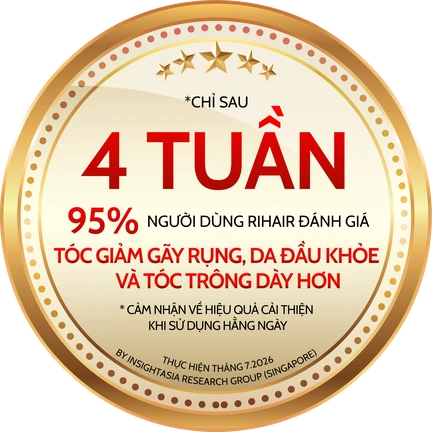 *CHỈ SAU
4 TUẦN
95% NGƯỜI DÙNG RIHAIR ĐÁNH GIÁ
TÓC GIẢM GÃY RỤNG, DA ĐẦU KHỎE
VÀ TÓC TRÔNG DÀY HƠN
* CẢM NHẬN VỀ HIỆU QUẢ CẢI THIỆN
KHI SỬ DỤNG HẰNG NGÀY
THỰC HIỆN THÁNG 7.2026
BY INSIGHTASIA RESEARCH GROUP (SINGAPORE)